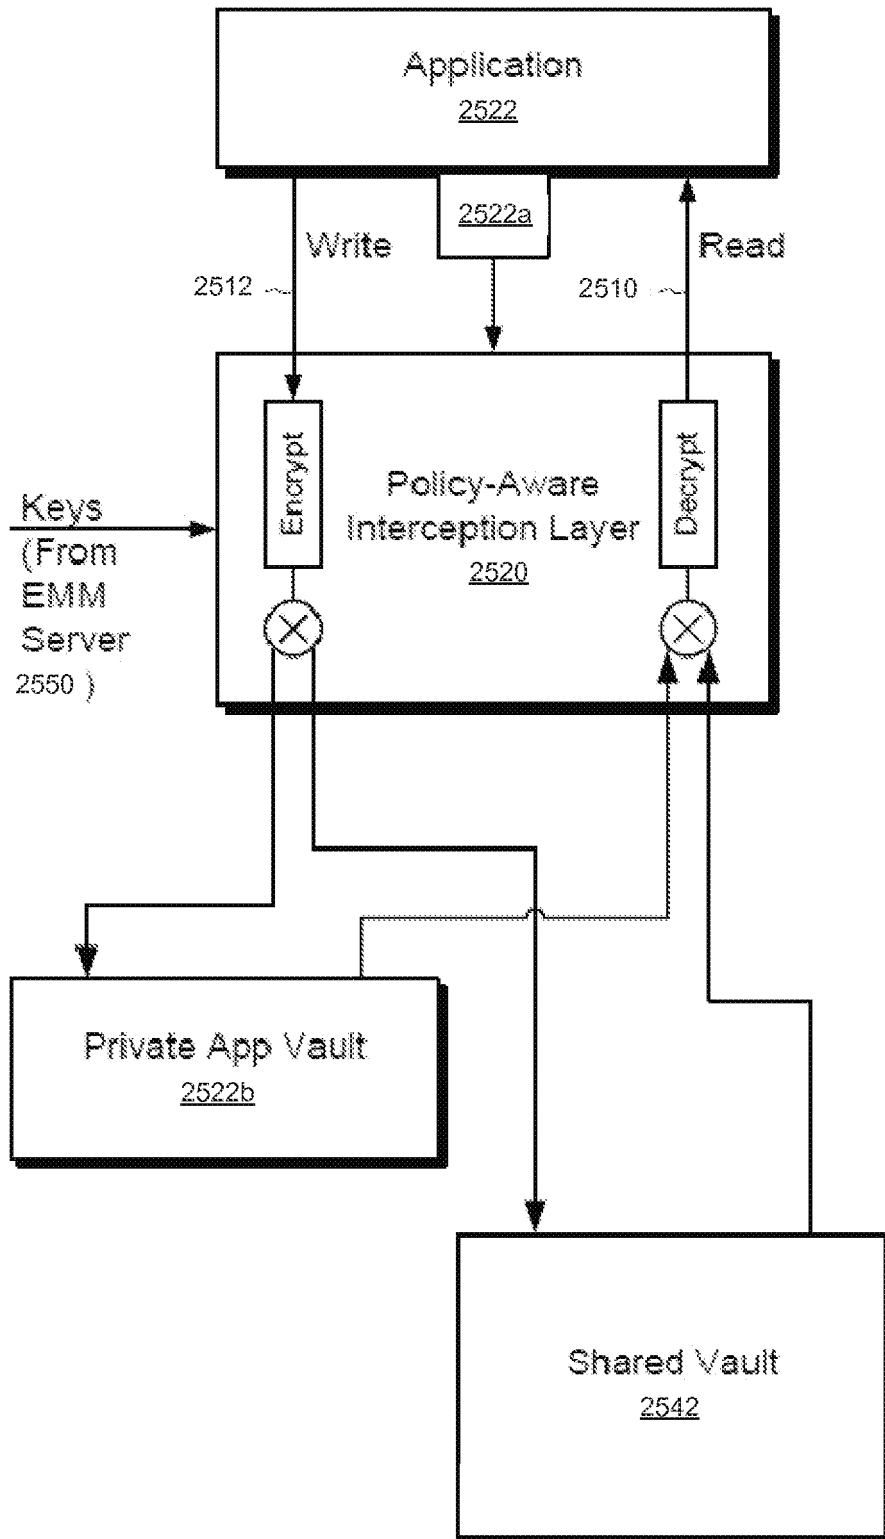 Application
2522
2522a
Write
Read
2512
2510
Encrypt
Decrypt
Policy-Aware
Interception Layer
2520
Keys
(From
EMM
Server
2550 )
Private App Vault
2522b
Shared Vault
2542